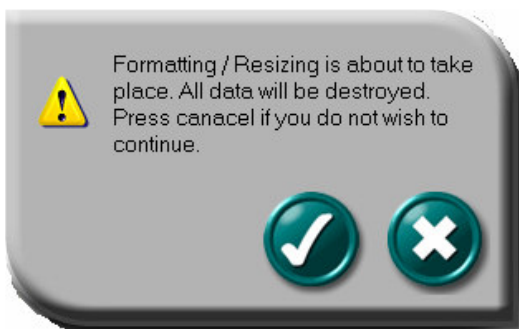 Formatting / Resizing is about to take
place. All data will be destroyed.
Press canacel if you do not wish to
continue.